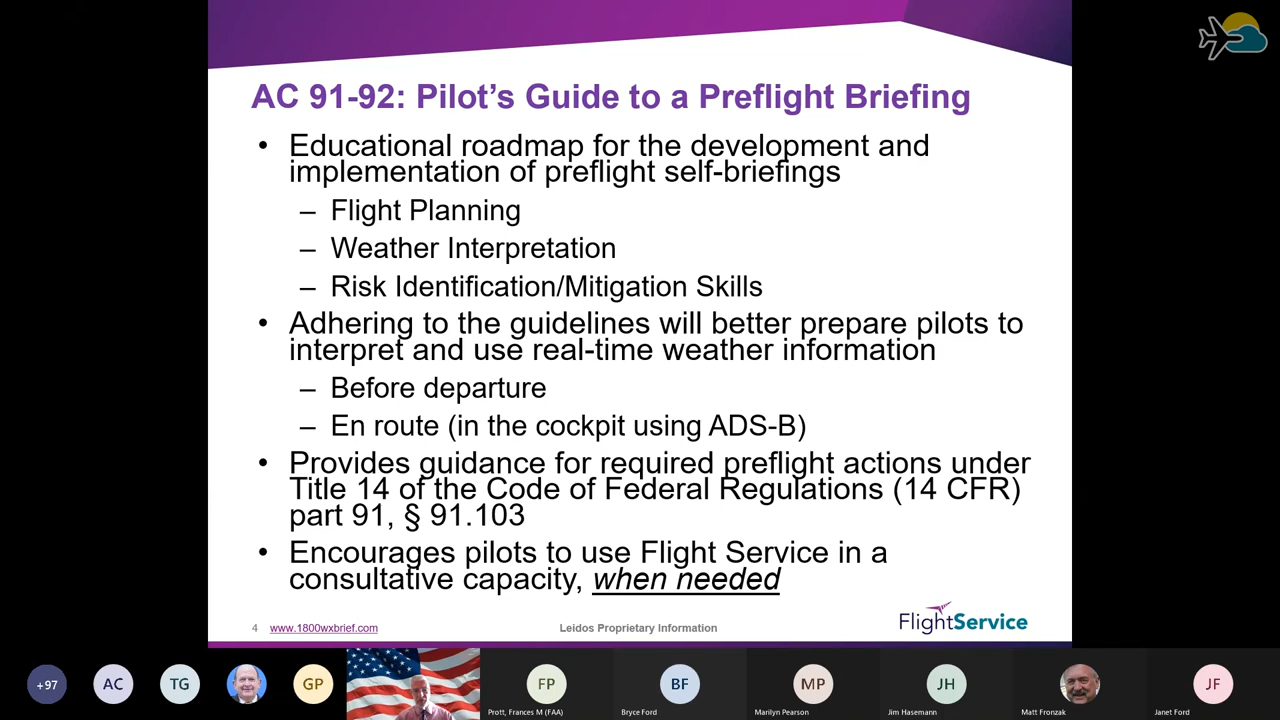 AC 91-92: Pilot’s Guide to a Preflight Briefing
• Educational roadmap for the development and
implementation of preflight self-briefings
– Flight Planning
– Weather Interpretation
– Risk Identification/Mitigation Skills
• Adhering to the guidelines will better prepare pilots to
interpret and use real-time weather information
– Before departure
– En route (in the cockpit using ADS-B)
• Provides guidance for required preflight actions under
Title 14 of the Code of Federal Regulations (14 CFR)
part 91, § 91.103
• Encourages pilots to use Flight Service in a
consultative capacity, when needed
4 www.1800wxbrief.com Leidos Proprietary Information FlightService
+97 AC TG GP FP BF MP JH JF
Prott, Frances M (FAA) Bryce Ford Marilyn Pearson Jim Hasemann Matt Fronzak Janet Ford